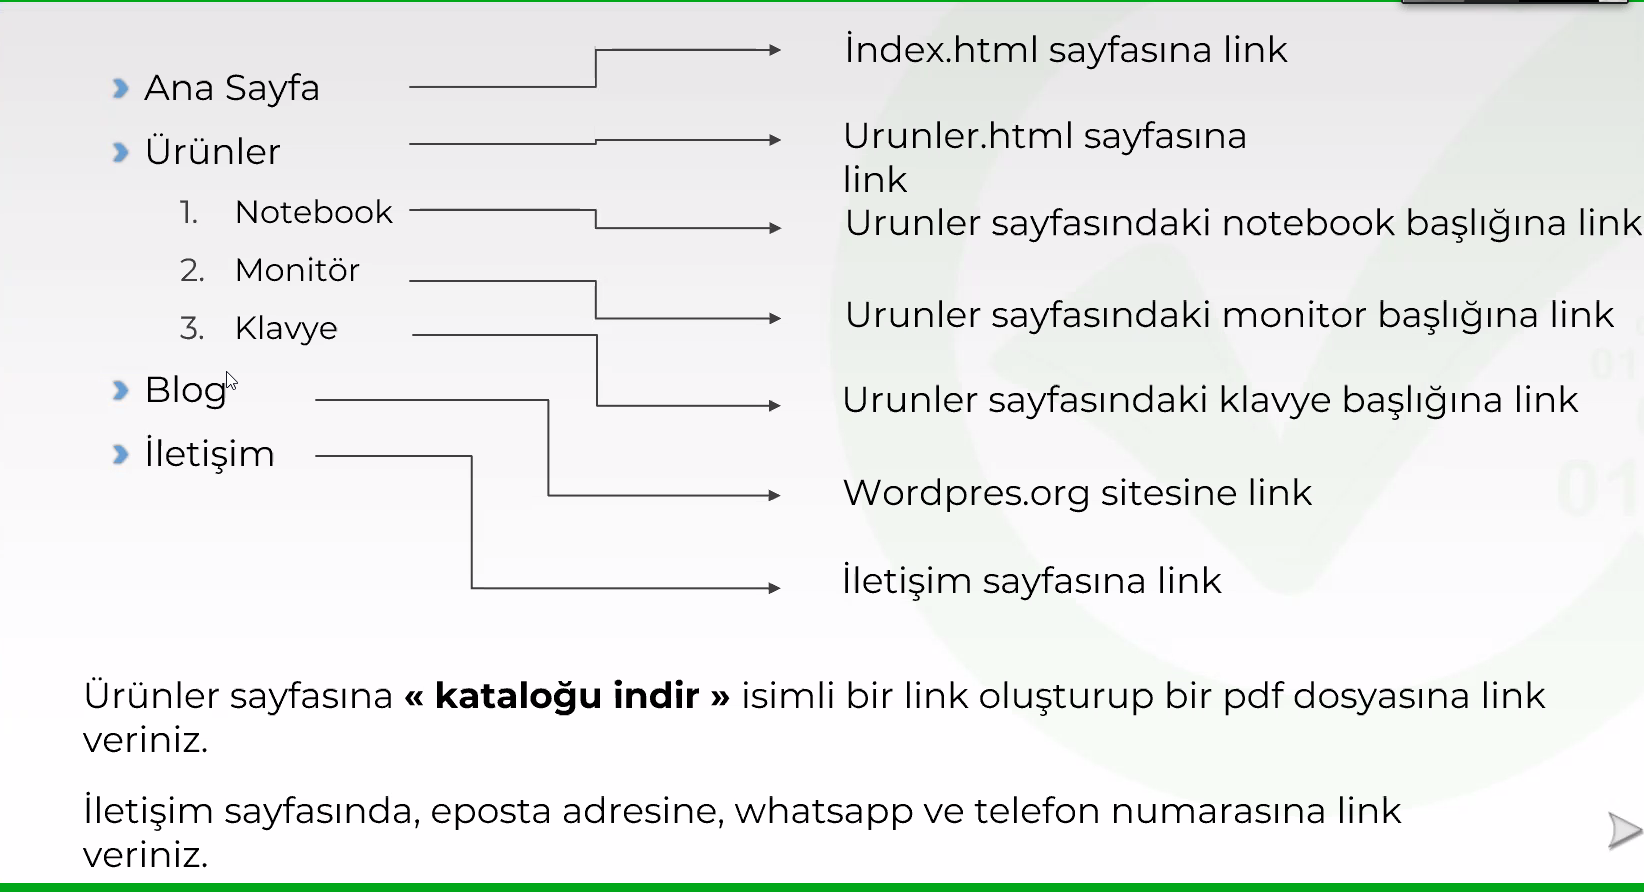 Ana Sayfa
Ürünler
1. Notebook
2. Monitör
3. Klavye
Blog
İletişim
İndex.html sayfasına link
Urunler.html sayfasına
link
Urunler sayfasındaki notebook başlığına link
Urunler sayfasındaki monitor başlığına link
Urunler sayfasındaki klavye başlığına link
Wordpres.org sitesine link
İletişim sayfasına link
Ürünler sayfasına « kataloğu indir » isimli bir link oluşturup bir pdf dosyasına link
veriniz.
İletişim sayfasında, eposta adresine, whatsapp ve telefon numarasına link
veriniz.
01
01